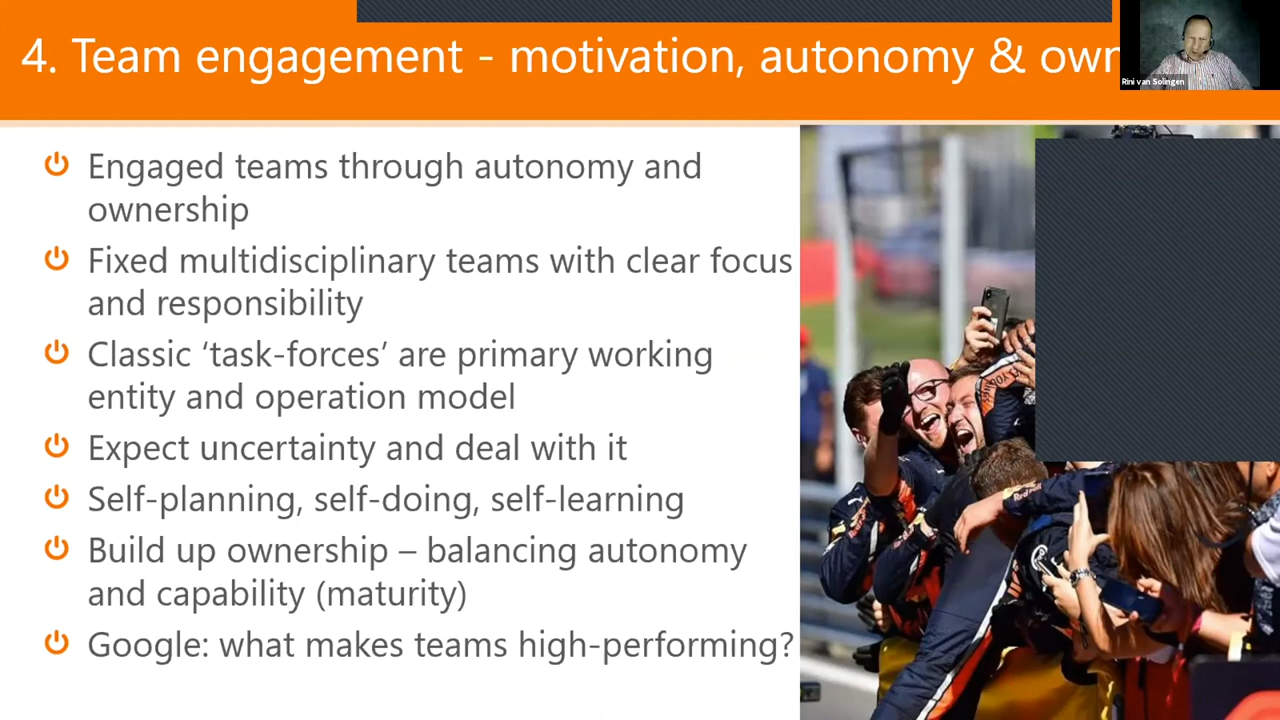 4. Team engagement - motivation, autonomy & own
Rini van Solingen
Engaged teams through autonomy and
ownership
Fixed multidisciplinary teams with clear focus
and responsibility
Classic ‘task-forces’ are primary working
entity and operation model
Expect uncertainty and deal with it
Self-planning, self-doing, self-learning
Build up ownership – balancing autonomy
and capability (maturity)
Google: what makes teams high-performing?